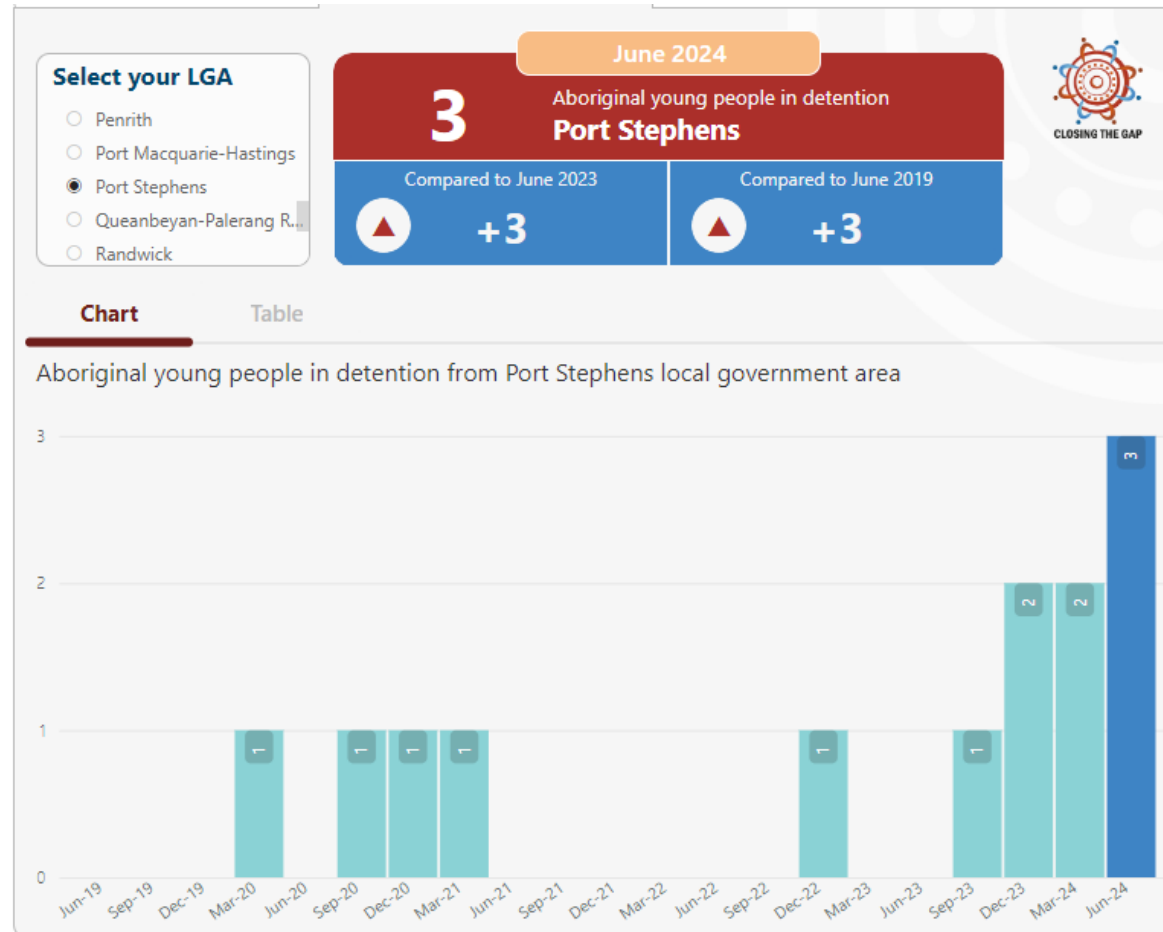 Select your LGA
Penrith
Port Macquarie-Hastings
Port Stephens
Queanbeyan-Palerang R...
Randwick
June 2024
3
Aboriginal young people in detention
Port Stephens
Compared to June 2023
+3
Compared to June 2019
+3
CLOSING THE GAP
Chart
Table
Aboriginal young people in detention from Port Stephens local government area
3
2
1
0
1
1
1
1
1
1
2
2
3
Jun-19
Sep-19
Dec-19
Mar-20
Jun-20
Sep-20
Dec-20
Mar-21
Jun-21
Sep-21
Dec-21
Mar-22
Jun-22
Sep-22
Dec-22
Mar-23
Jun-23
Sep-23
Dec-23
Mar-24
Jun-24